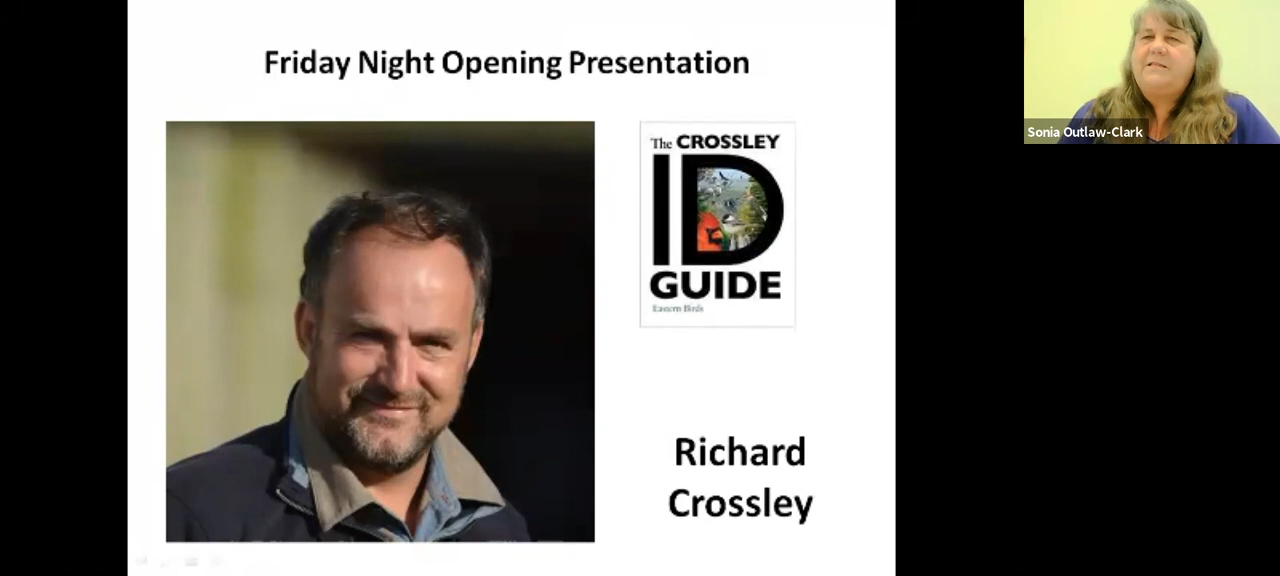 Friday Night Opening Presentation
The CROSSLEY
ID
GUIDE
Eastern Birds
Richard
Crossley
Sonia Outlaw-Clark